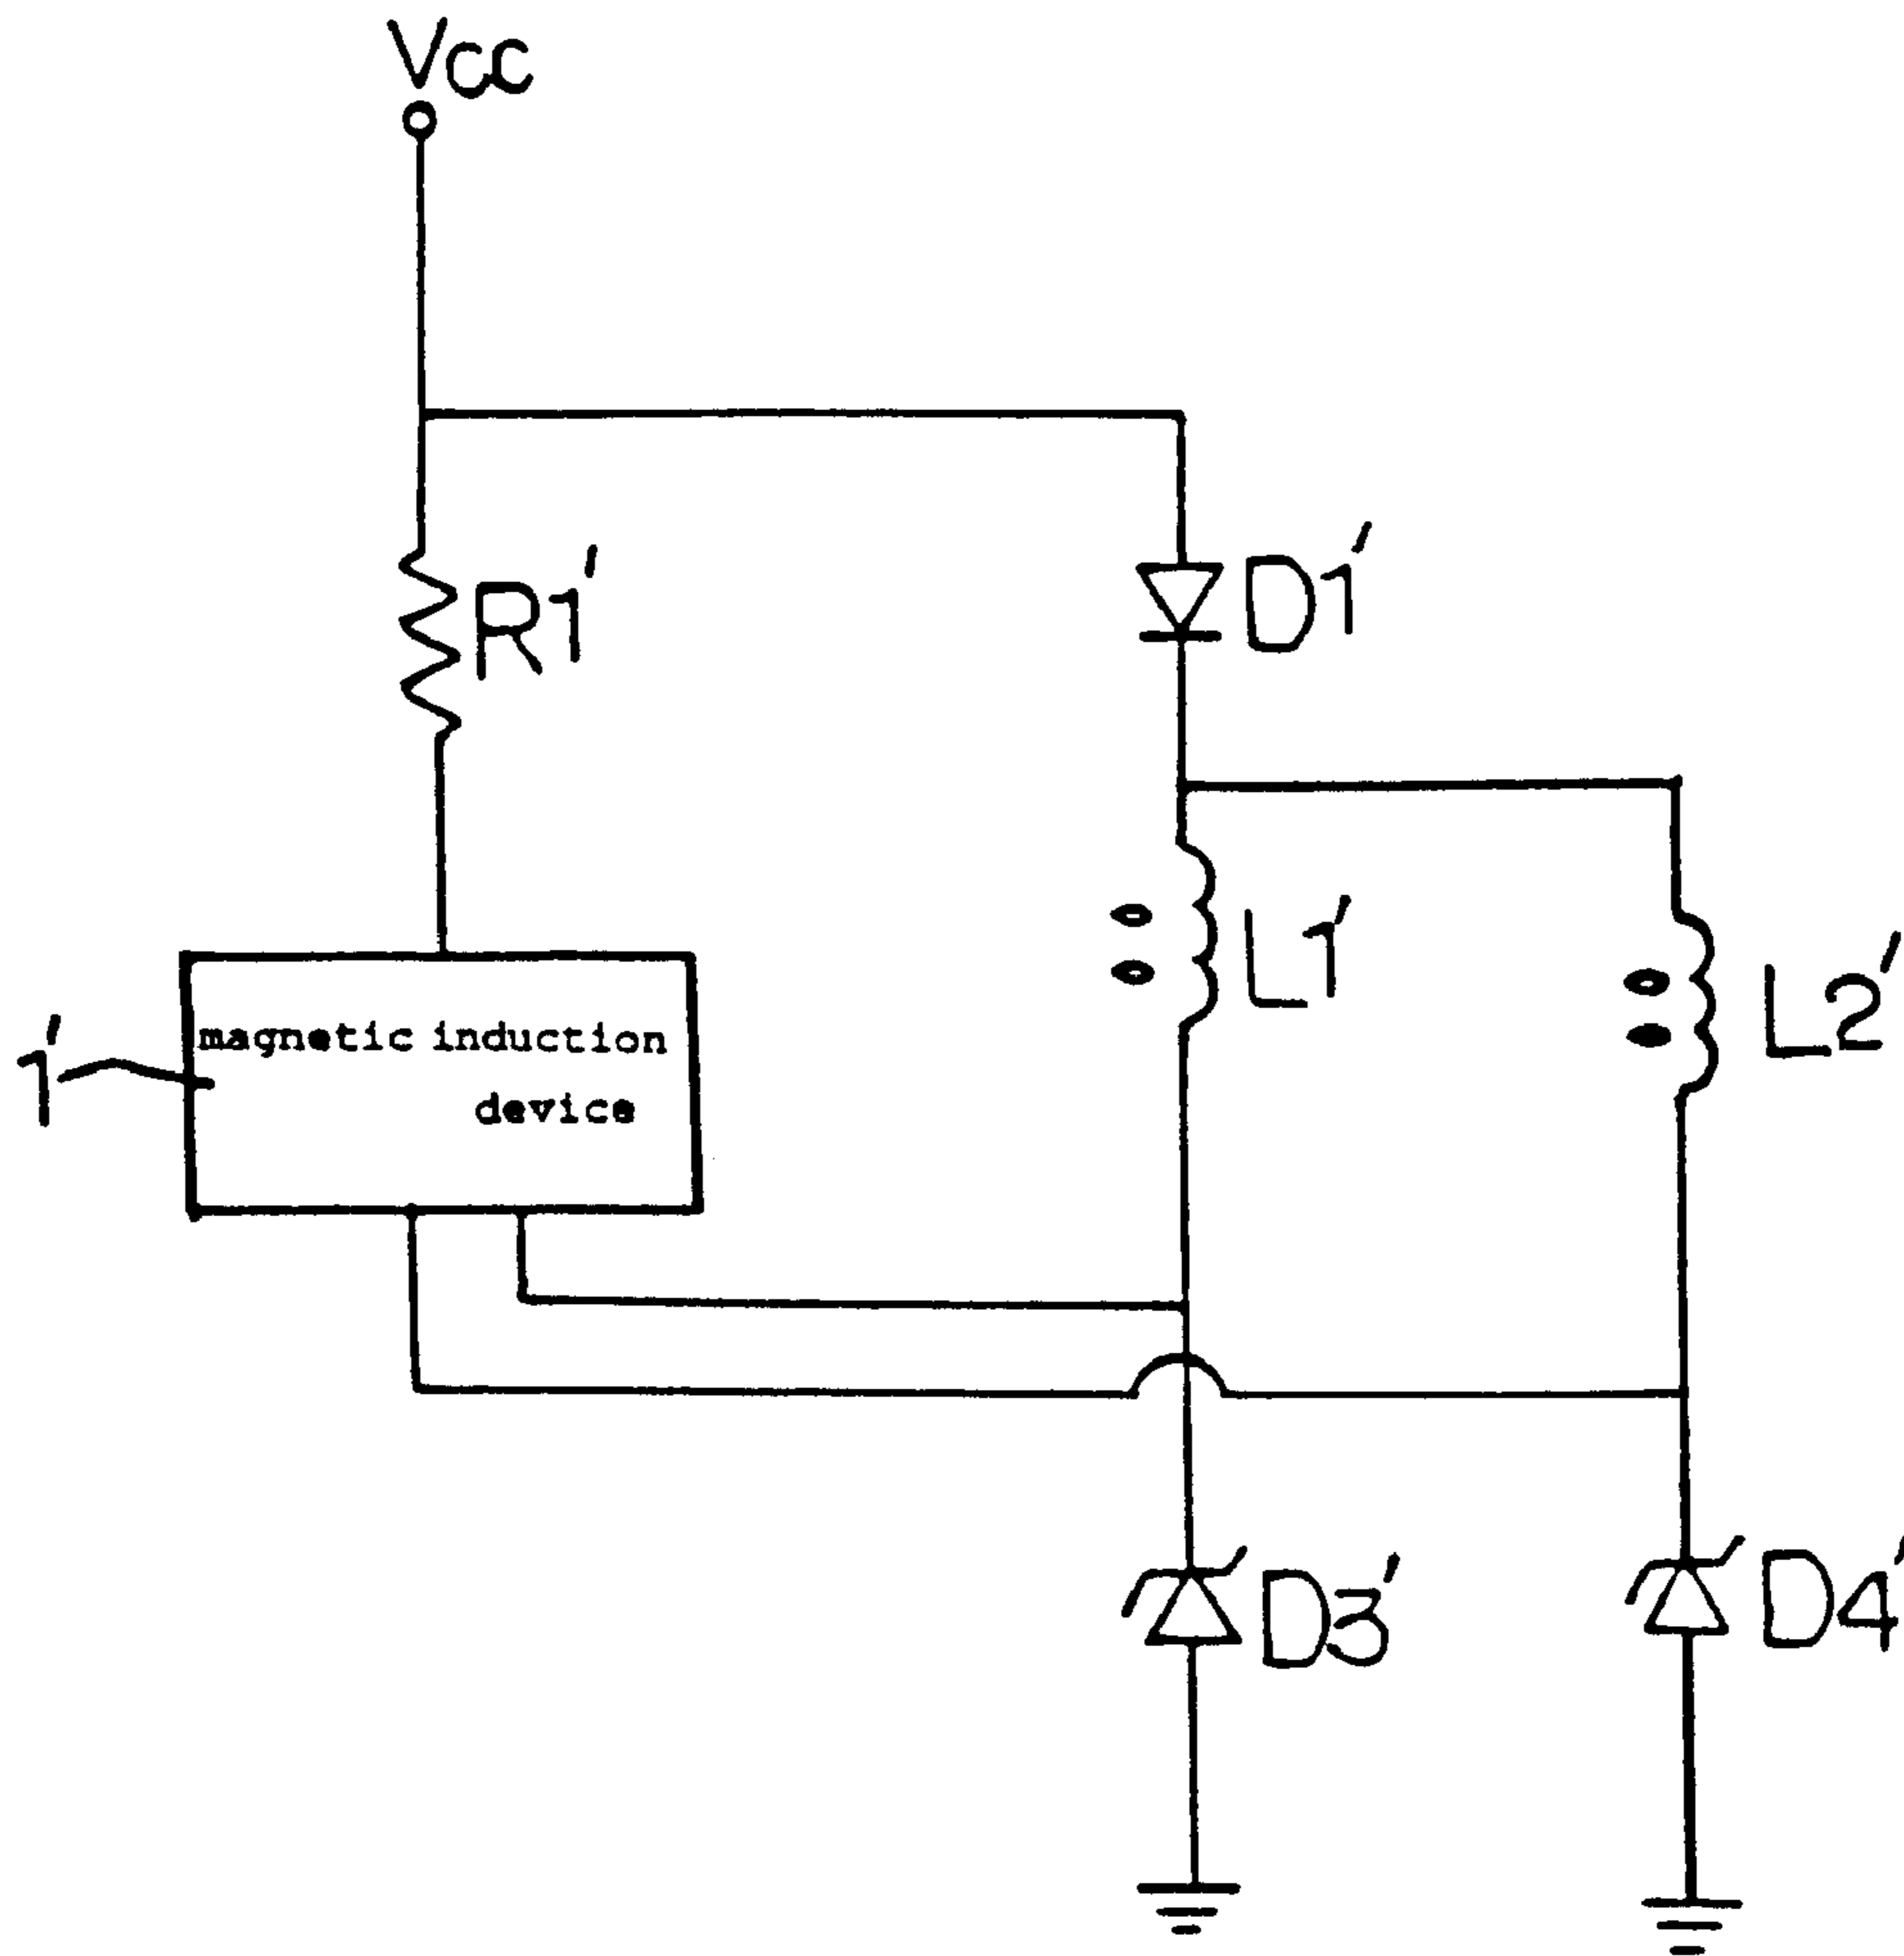 Vcc
R1'
D1'
L1'
L2'
1'
magnetic induction
device
D3'
D4'